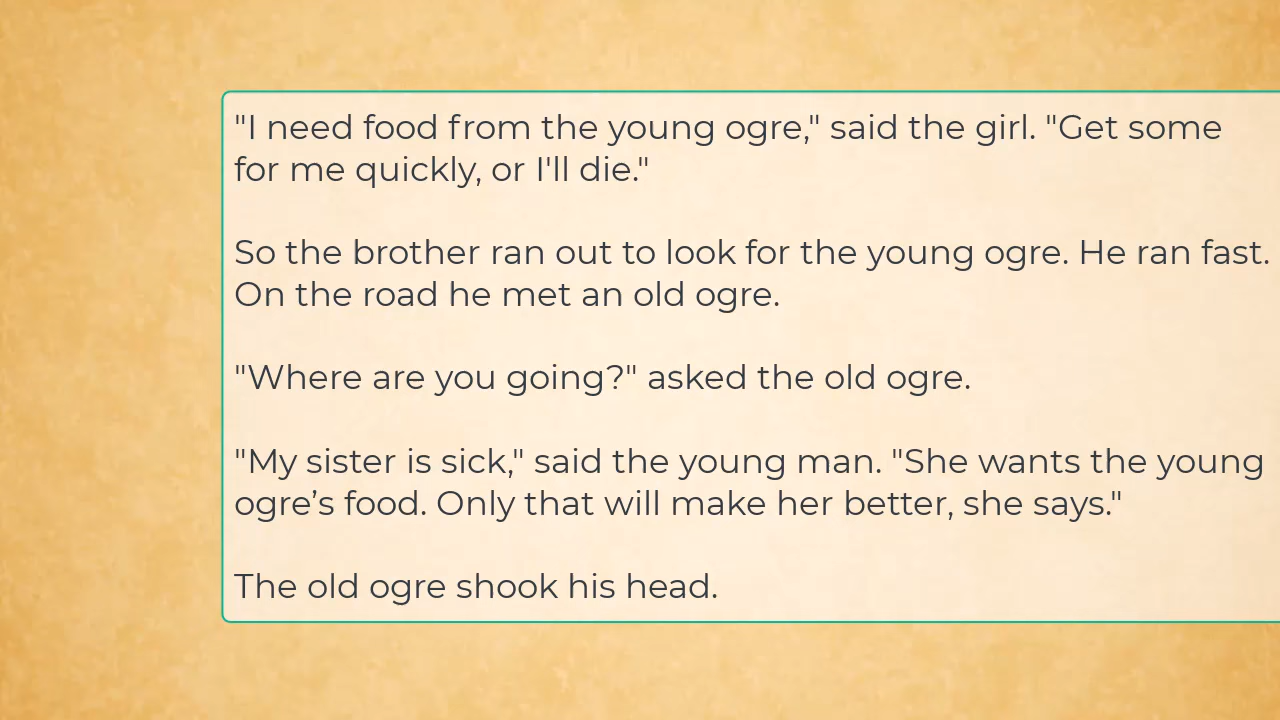 "I need food from the young ogre," said the girl. "Get some
for me quickly, or I'll die."
So the brother ran out to look for the young ogre. He ran fast.
On the road he met an old ogre.
"Where are you going?" asked the old ogre.
"My sister is sick," said the young man. "She wants the young
ogre’s food. Only that will make her better, she says."
The old ogre shook his head.